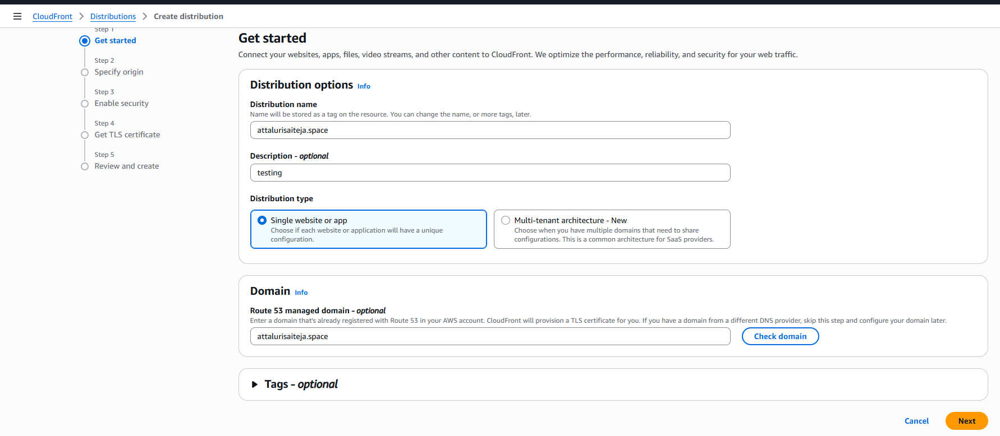 CloudFront > Distributions > Create distribution
Step 1
Get started
Step 2
Specify origin
Step 3
Enable security
Step 4
Get TLS certificate
Step 5
Review and create
Get started
Connect your websites, apps, files, video streams, and other content to CloudFront. We optimize the performance, reliability, and security for your web traffic.
Distribution options Info
Distribution name
Name will be stored as a tag on the resource. You can change the name, or more tags, later.
attalurisaiteja.space
Description - optional
testing
Distribution type
Single website or app
Choose if each website or application will have a unique
configuration.
Multi-tenant architecture - New
Choose when you have multiple domains that need to share
configurations. This is a common architecture for SaaS providers.
Domain Info
Route 53 managed domain - optional
Enter a domain that's already registered with Route 53 in your AWS account. CloudFront will provision a TLS certificate for you. If you have a domain from a different DNS provider, skip this step and configure your domain later.
attalurisaiteja.space
Check domain
Tags - optional
Cancel
Next